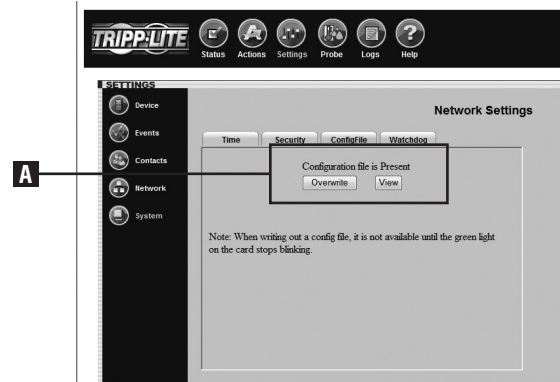 TRIPP·LITE
Status Actions Settings Probe Logs Help
SETTINGS
Device
Events
Contacts
Network
System
Network Settings
Time Security ConfigFile Watchdog
A
Configuration file is Present
Overwrite View
Note: When writing out a config file, it is not available until the green light
on the card stops blinking.